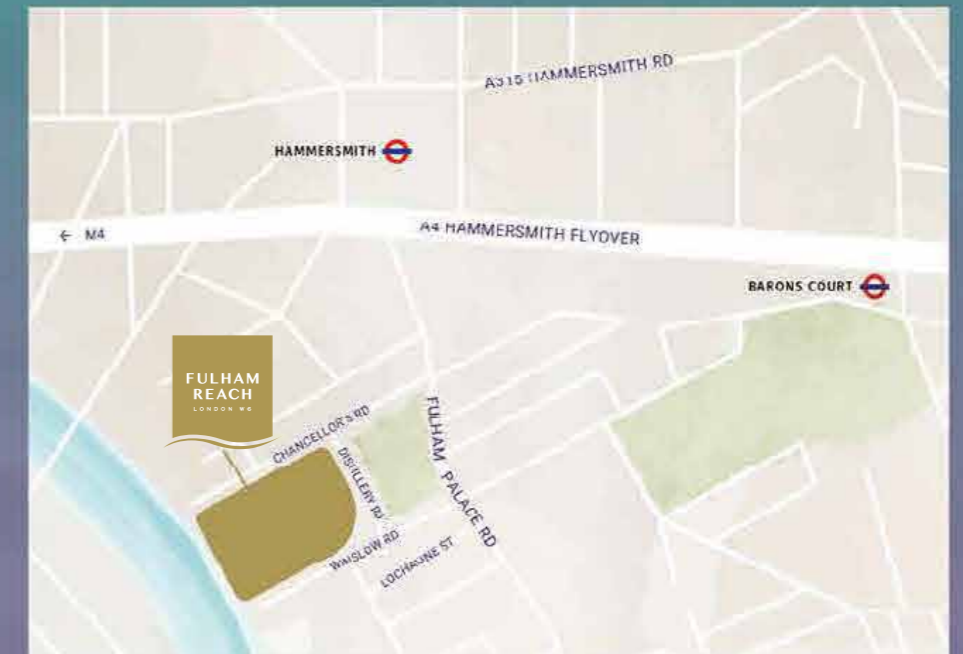 A315 HAMMERSMITH RD
HAMMERSMITH
← M4
A4 HAMMERSMITH FLYOVER
BARONS COURT
FULHAM
REACH
LONDON W6
CHANCELLOR'S RD
DISTILLERY RD
FULHAM PALACE RD
WINSLOW RD
LOCHALINE ST